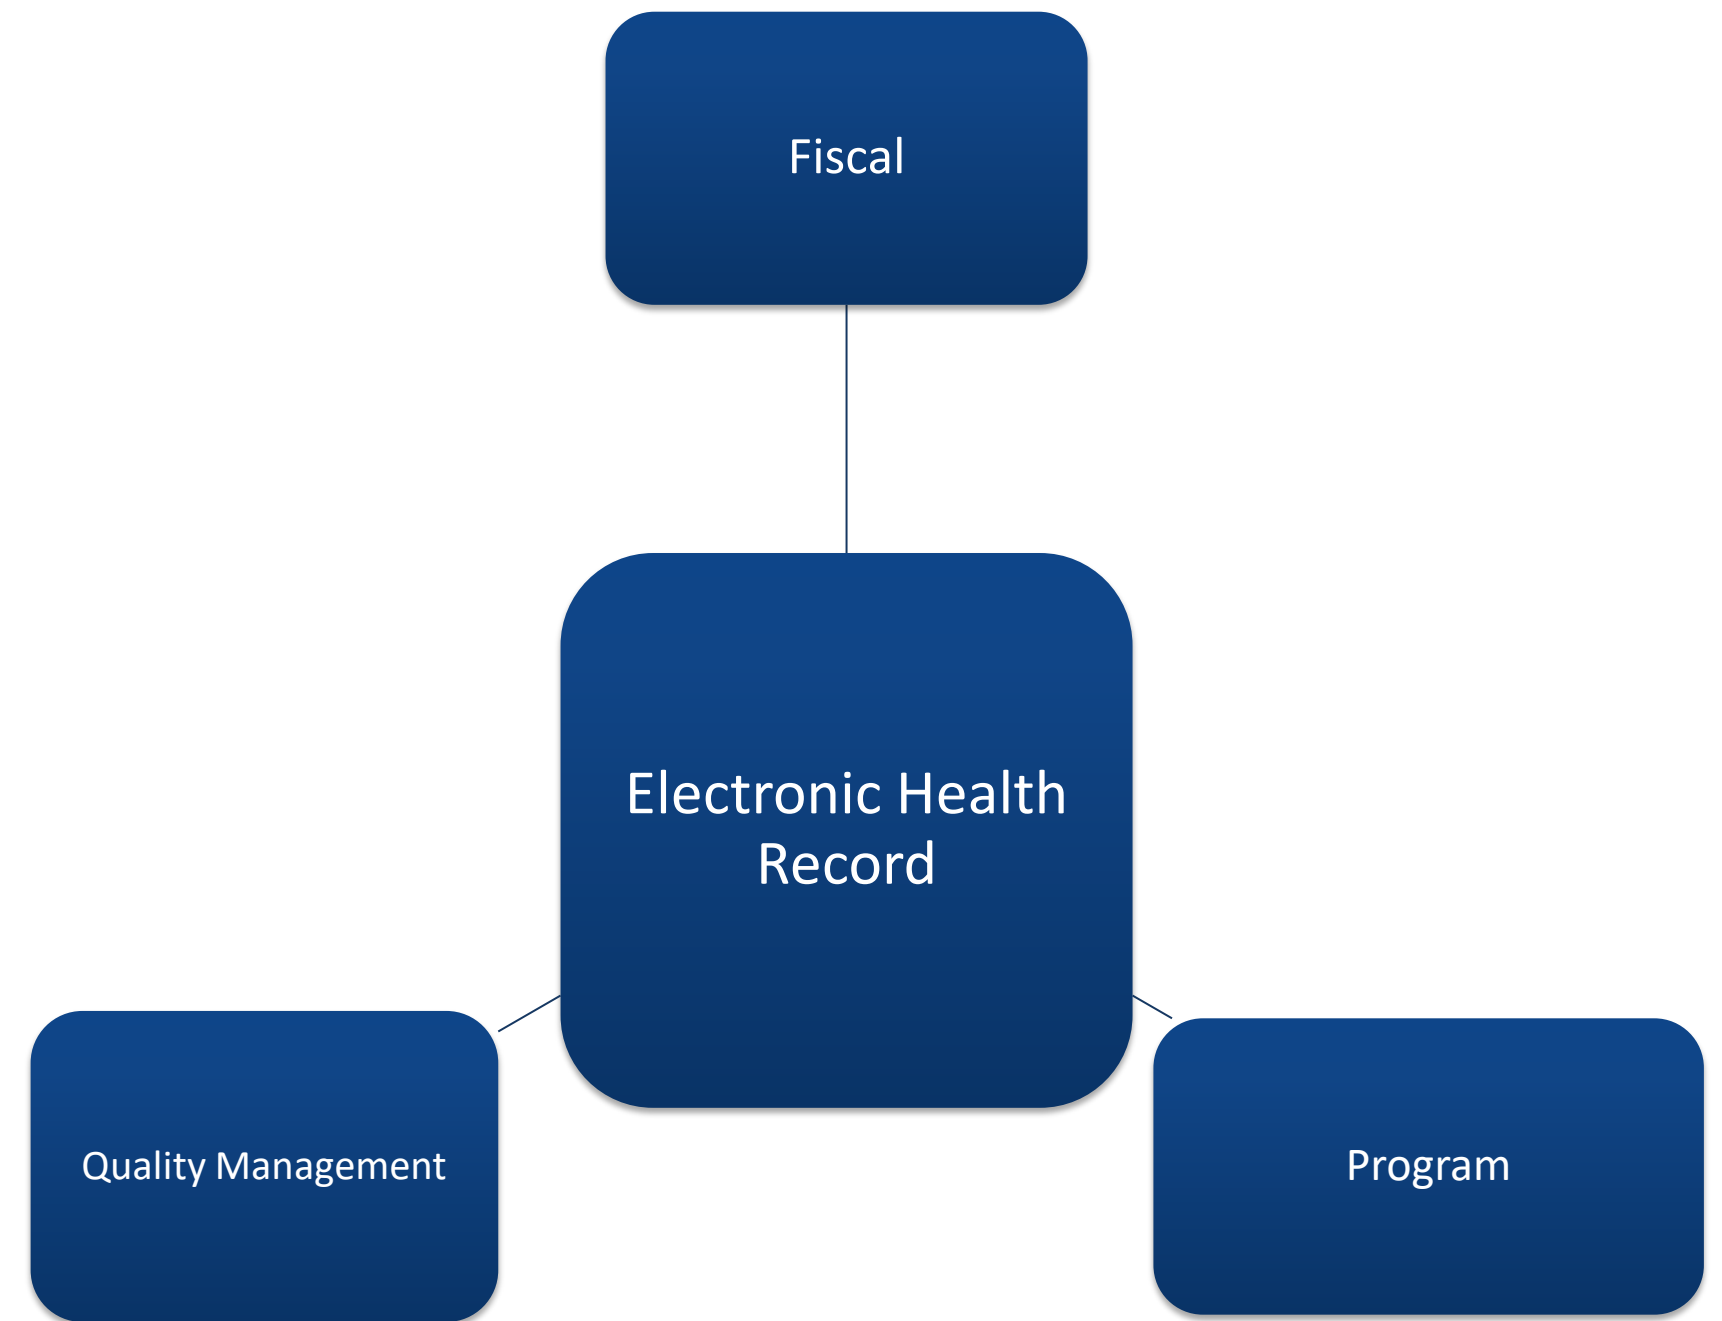 Fiscal
Electronic Health
Record
Quality Management
Program